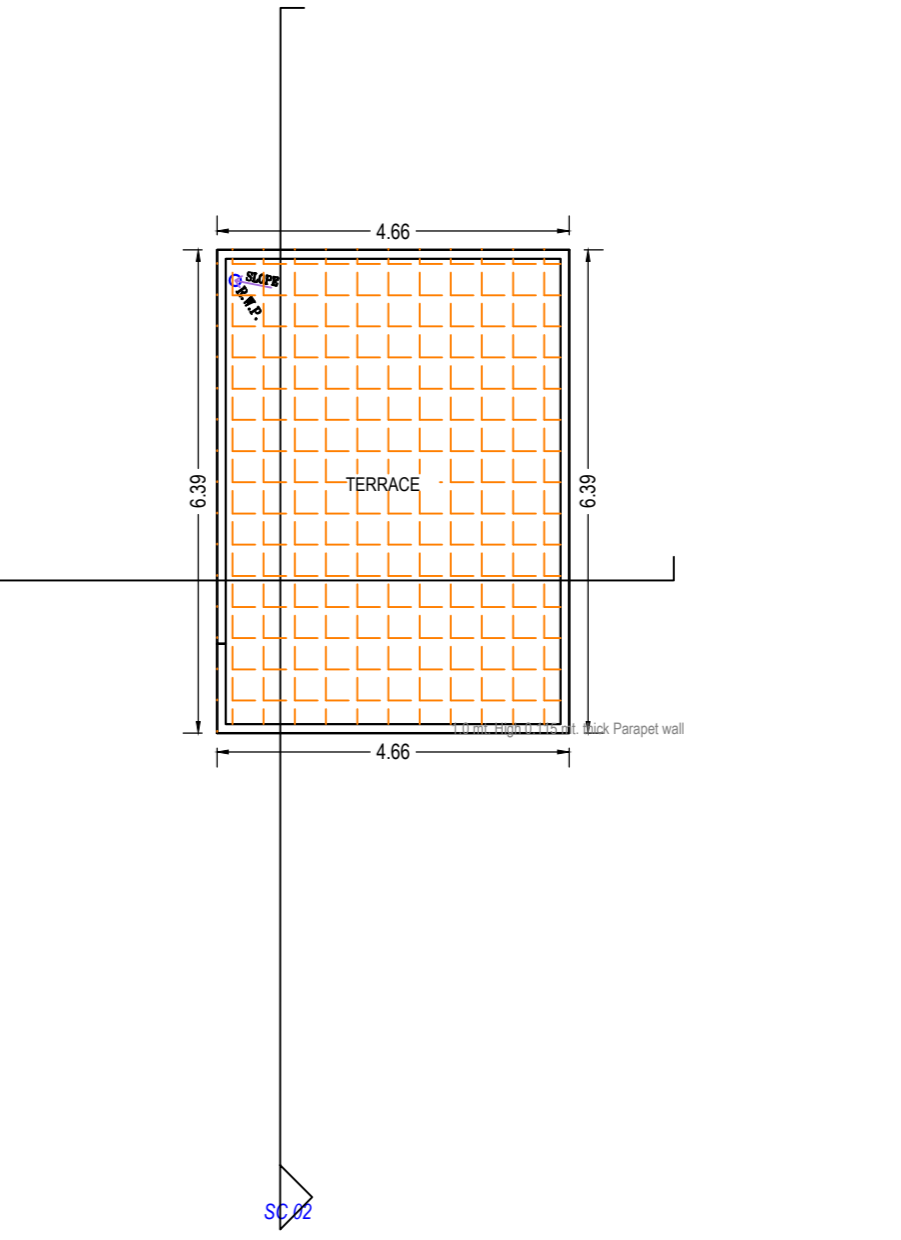 4.66
SLOPE
R.W.P.
6.39
6.39
TERRACE
1.0 mt. High 0.115 mt. thick Parapet wall
4.66
SC 02